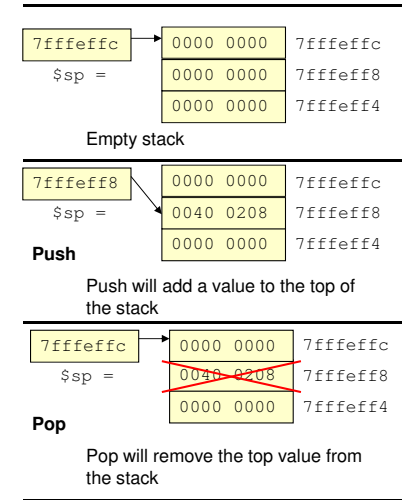 7fffeffc 0000 0000 7fffeffc
$sp = 0000 0000 7fffeff8
0000 0000 7fffeff4
Empty stack
7fffeff8 0000 0000 7fffeffc
$sp = 0040 0208 7fffeff8
0000 0000 7fffeff4
Push
Push will add a value to the top of
the stack
7fffeffc 0000 0000 7fffeffc
$sp = 0040 0208 7fffeff8
0000 0000 7fffeff4
Pop
Pop will remove the top value from
the stack